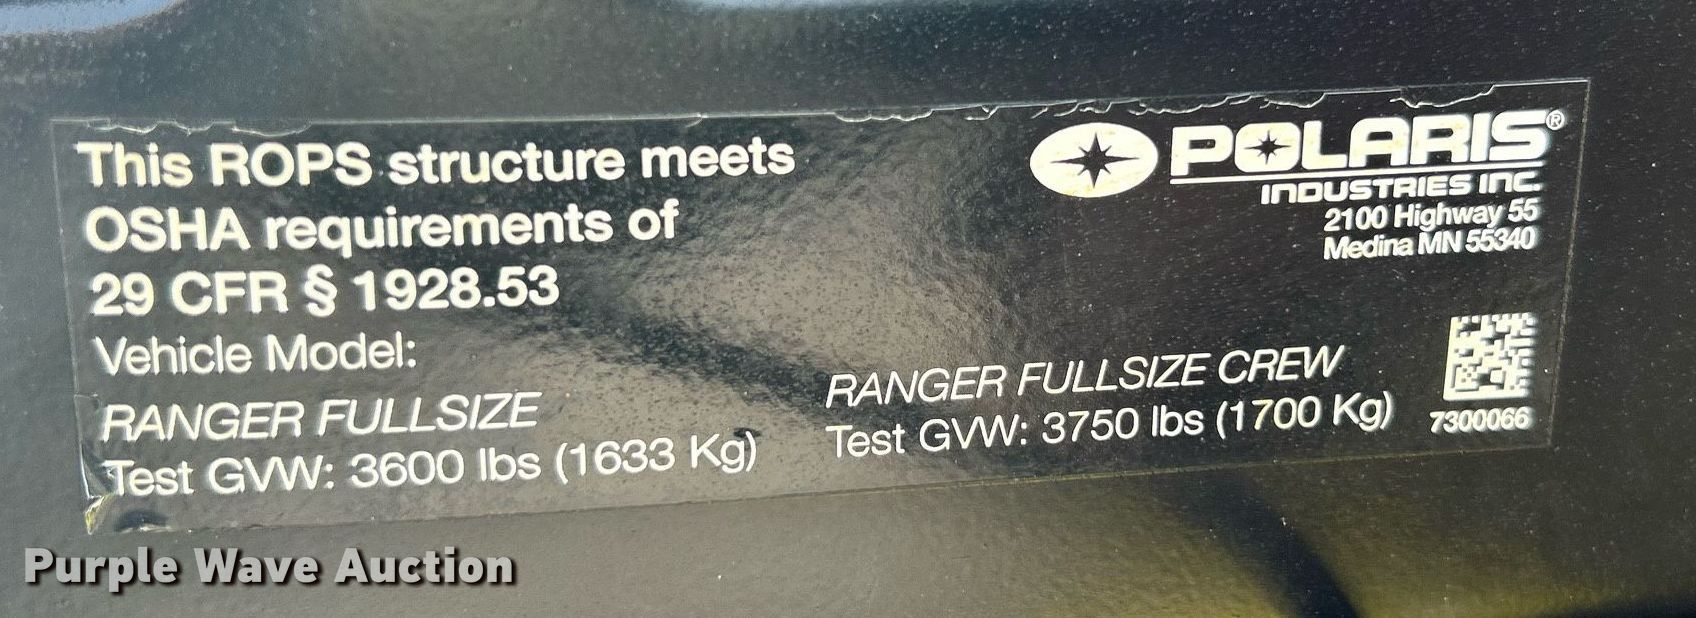 This ROPS structure meets
OSHA requirements of
29 CFR § 1928.53
Vehicle Model:
RANGER FULLSIZE
Test GVW: 3600 lbs (1633 Kg)
RANGER FULLSIZE CREW
Test GVW: 3750 lbs (1700 Kg)
POLARIS®
INDUSTRIES INC.
2100 Highway 55
Medina MN 55340
7300066
Purple Wave Auction